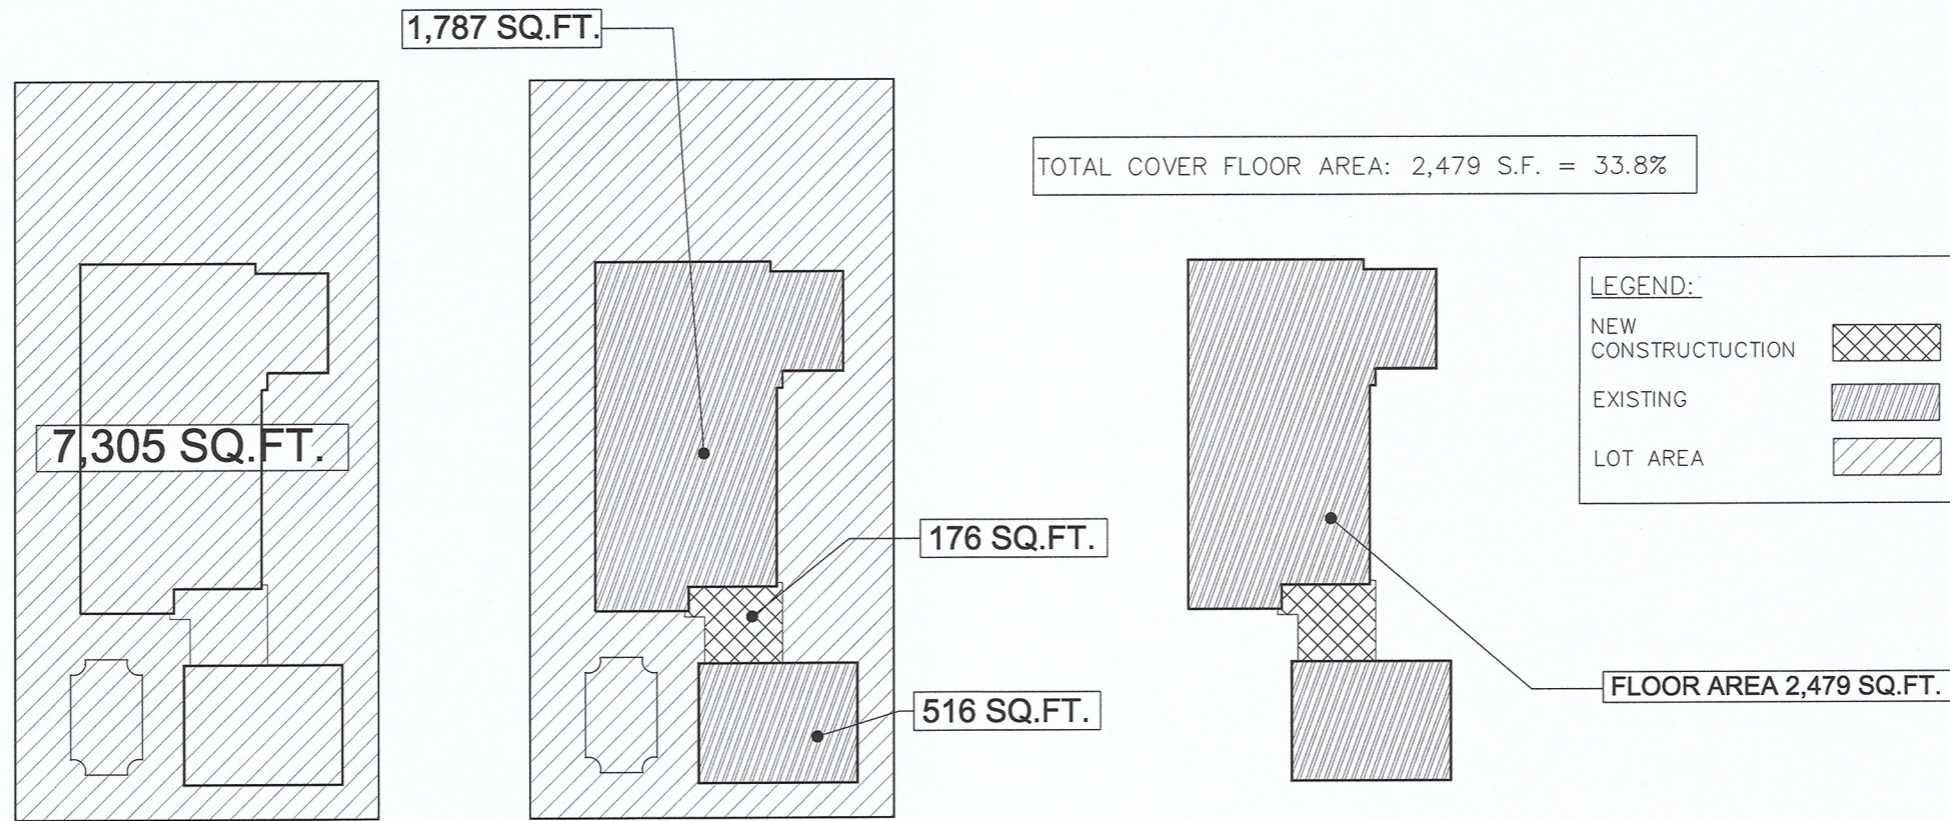 1,787 SQ.FT.
TOTAL COVER FLOOR AREA: 2,479 S.F. = 33.8%
LEGEND:
NEW
CONSTRUCTUCTION
EXISTING
LOT AREA
7,305 SQ.FT.
176 SQ.FT.
516 SQ.FT.
FLOOR AREA 2,479 SQ.FT.